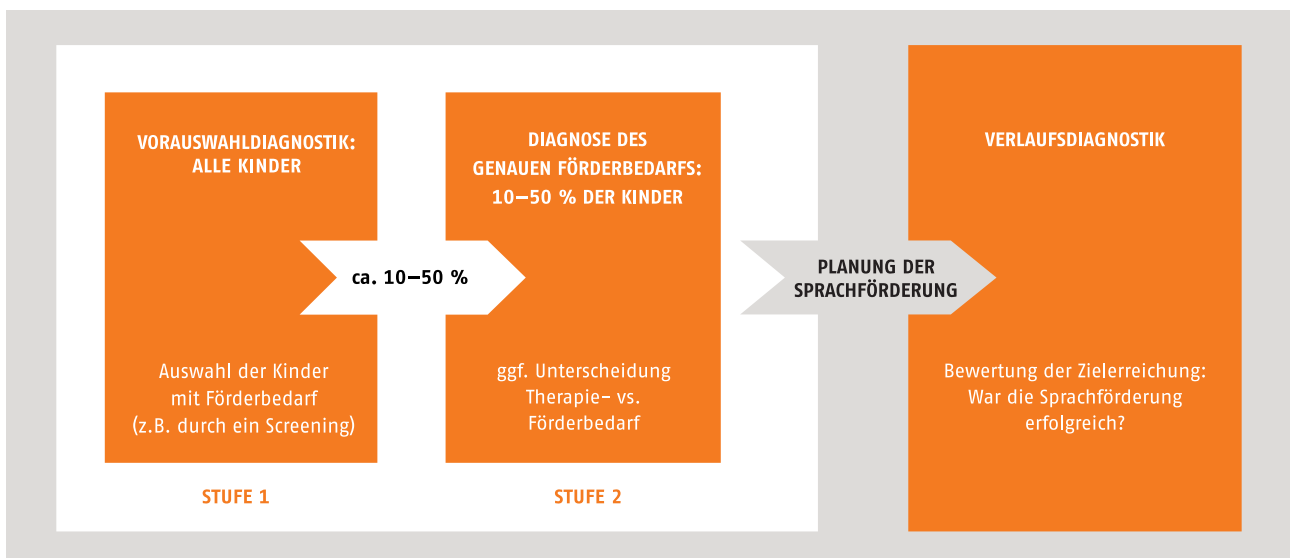 VORAUSWAHLDIAGNOSTIK:
ALLE KINDER
ca. 10–50 %
Auswahl der Kinder
mit Förderbedarf
(z.B. durch ein Screening)
STUFE 1
DIAGNOSE DES
GENAUEN FÖRDERBEDARFS:
10–50 % DER KINDER
ggf. Unterscheidung
Therapie- vs.
Förderbedarf
STUFE 2
PLANUNG DER
SPRACHFÖRDERUNG
VERLAUFSDIAGNOSTIK
Bewertung der Zielerreichung:
War die Sprachförderung
erfolgreich?